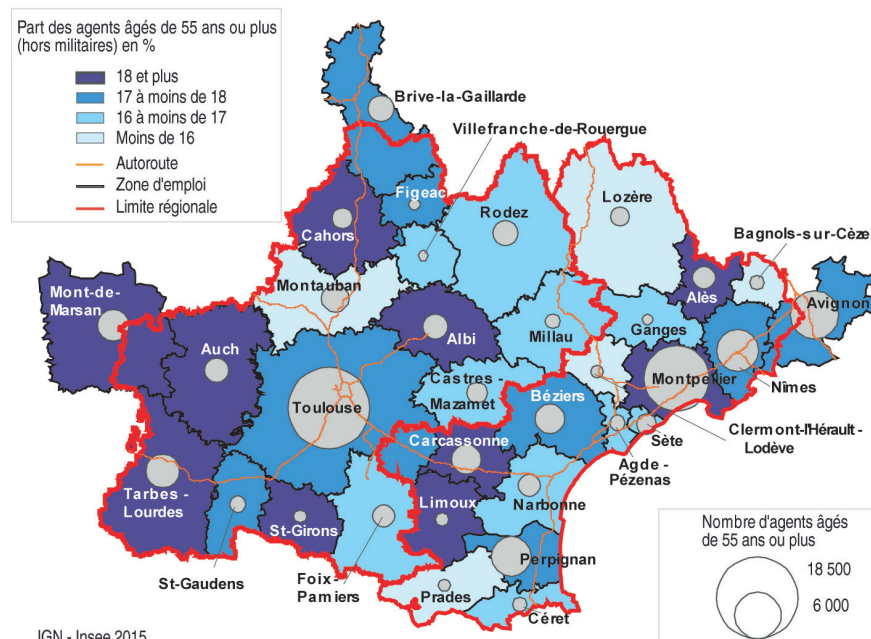 Part des agents âgés de 55 ans ou plus
(hors militaires) en %
18 et plus
17 à moins de 18
16 à moins de 17
Moins de 16
Autoroute
Zone d'emploi
Limite régionale
Brive-la-Gaillarde
Villefranche-de-Rouergue
Figeac
Rodez
Lozère
Cahors
Bagnols-sur-Cèze
Mont-de-
Marsan
Montauban
Alès
Avignon
Auch
Albi
Millau
Ganges
Montpellier
Nîmes
Toulouse
Castres -
Mazamet
Béziers
Carcassonne
Sète
Clermont-l'Hérault -
Lodève
Agde -
Pézenas
Tarbes -
Lourdes
Limoux
Narbonne
St-Girons
St-Gaudens
Foix-
Pamiers
Perpignan
Prades
Céret
Nombre d'agents âgés
de 55 ans ou plus
18 500
6 000
IGN - Insee 2015